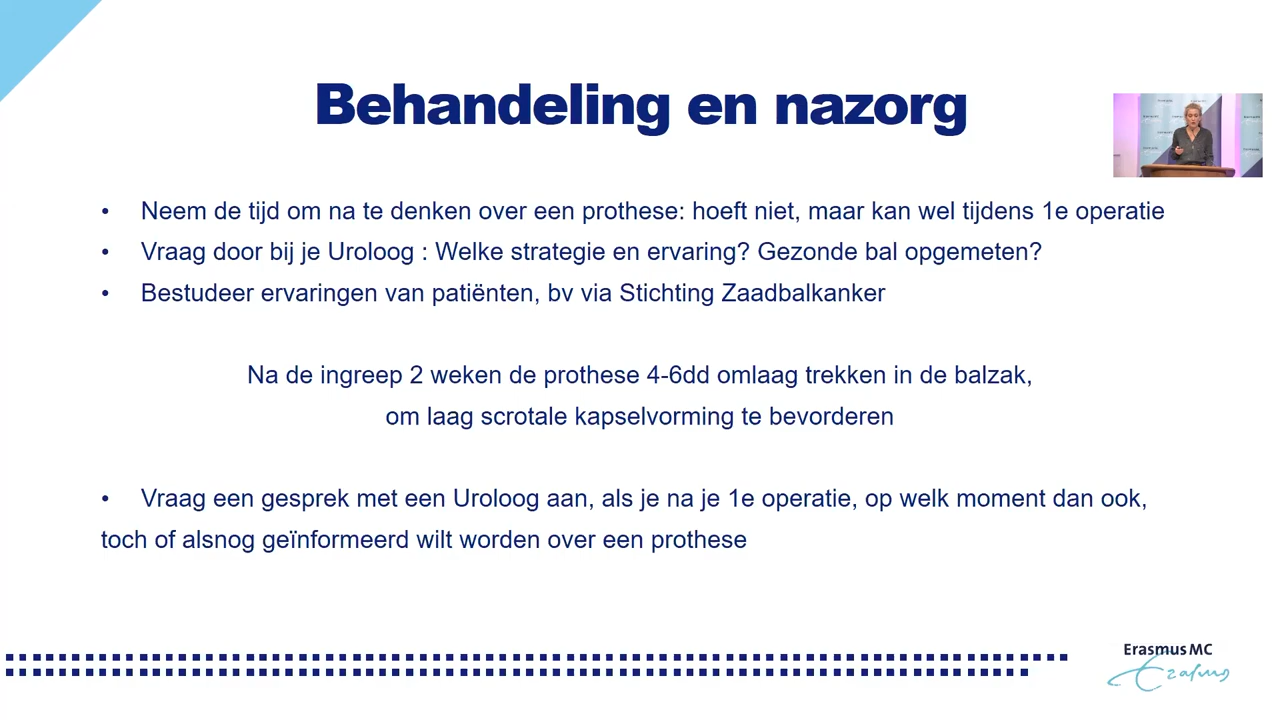 Behandeling en nazorg
• Neem de tijd om na te denken over een prothese: hoeft niet, maar kan wel tijdens 1e operatie
• Vraag door bij je Uroloog : Welke strategie en ervaring? Gezonde bal opgemeten?
• Bestudeer ervaringen van patiënten, bv via Stichting Zaadbalkanker
Na de ingreep 2 weken de prothese 4-6dd omlaag trekken in de balzak,
om laag scrotale kapselvorming te bevorderen
• Vraag een gesprek met een Uroloog aan, als je na je 1e operatie, op welk moment dan ook,
toch of alsnog geïnformeerd wilt worden over een prothese
Erasmus MC
Erasmus